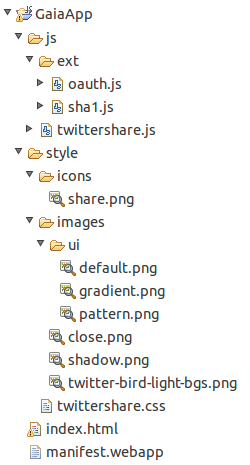 GaiaApp
js
ext
oauth.js
sha1.js
twittershare.js
style
icons
share.png
images
ui
default.png
gradient.png
pattern.png
close.png
shadow.png
twitter-bird-light-bgs.png
twittershare.css
index.html
manifest.webapp